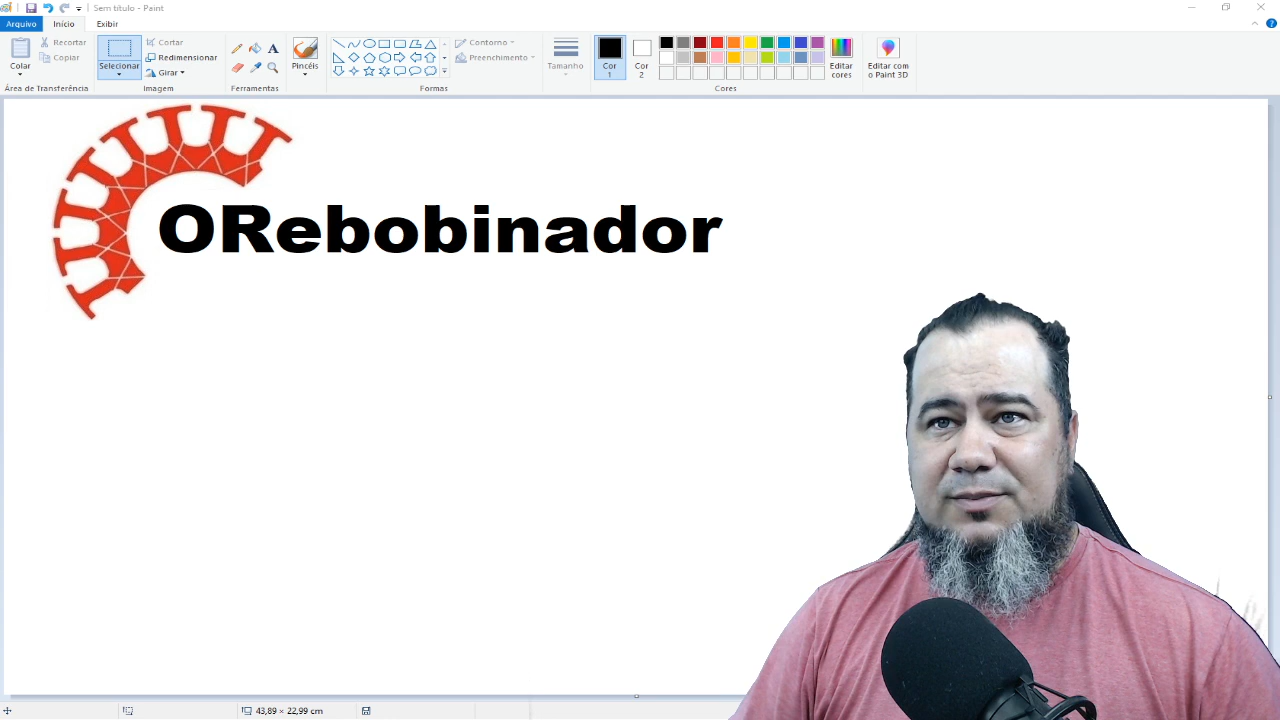 Sem título - Paint
Arquivo Início Exibir
Colar
Recortar
Copiar
Área de Transferência
Selecionar
Cortar
Redimensionar
Girar
Imagem
A
Ferramentas
Pincéis
Contorno
Preenchimento
Formas
Tamanho
Cor 1
Cor 2
Editar cores
Cores
Editar com o Paint 3D
ORebobinador
43,89 × 22,99 cm